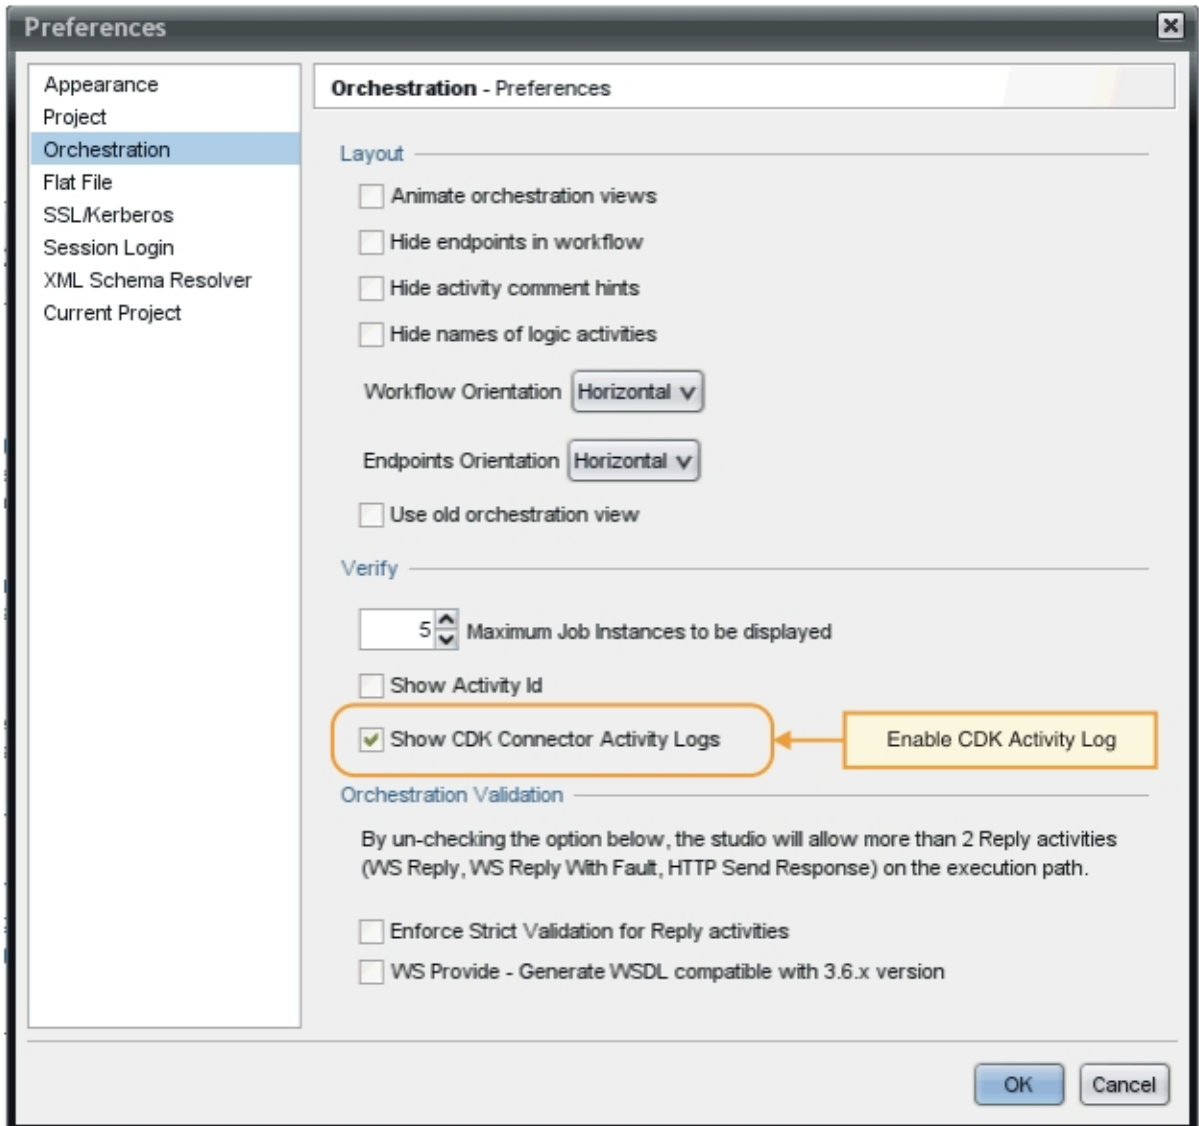 Preferences
Appearance
Project
Orchestration
Flat File
SSL/Kerberos
Session Login
XML Schema Resolver
Current Project
Orchestration - Preferences
Layout
Animate orchestration views
Hide endpoints in workflow
Hide activity comment hints
Hide names of logic activities
Workflow Orientation Horizontal
Endpoints Orientation Horizontal
Use old orchestration view
Verify
5 Maximum Job Instances to be displayed
Show Activity Id
Show CDK Connector Activity Logs
Enable CDK Activity Log
Orchestration Validation
By un-checking the option below, the studio will allow more than 2 Reply activities
(WS Reply, WS Reply With Fault, HTTP Send Response) on the execution path.
Enforce Strict Validation for Reply activities
WS Provide - Generate WSDL compatible with 3.6.x version
OK Cancel